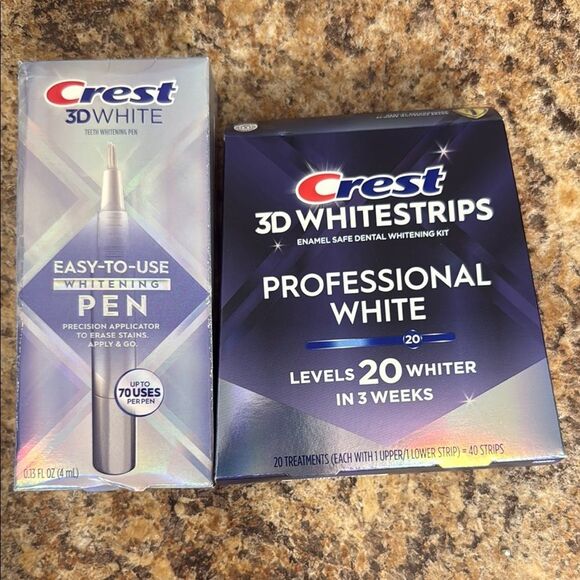 Crest
3D WHITE
TEETH WHITENING PEN
EASY-TO-USE
WHITENING
PEN
PRECISION APPLICATOR
TO ERASE STAINS.
APPLY & GO.
UP TO
70 USES
PER PEN
0.13 FL OZ (4 mL)
Crest
3D WHITESTRIPS
ENAMEL SAFE DENTAL WHITENING KIT
PROFESSIONAL
WHITE
20
LEVELS 20 WHITER
IN 3 WEEKS
20 TREATMENTS (EACH WITH 1 UPPER/1 LOWER STRIP) = 40 STRIPS